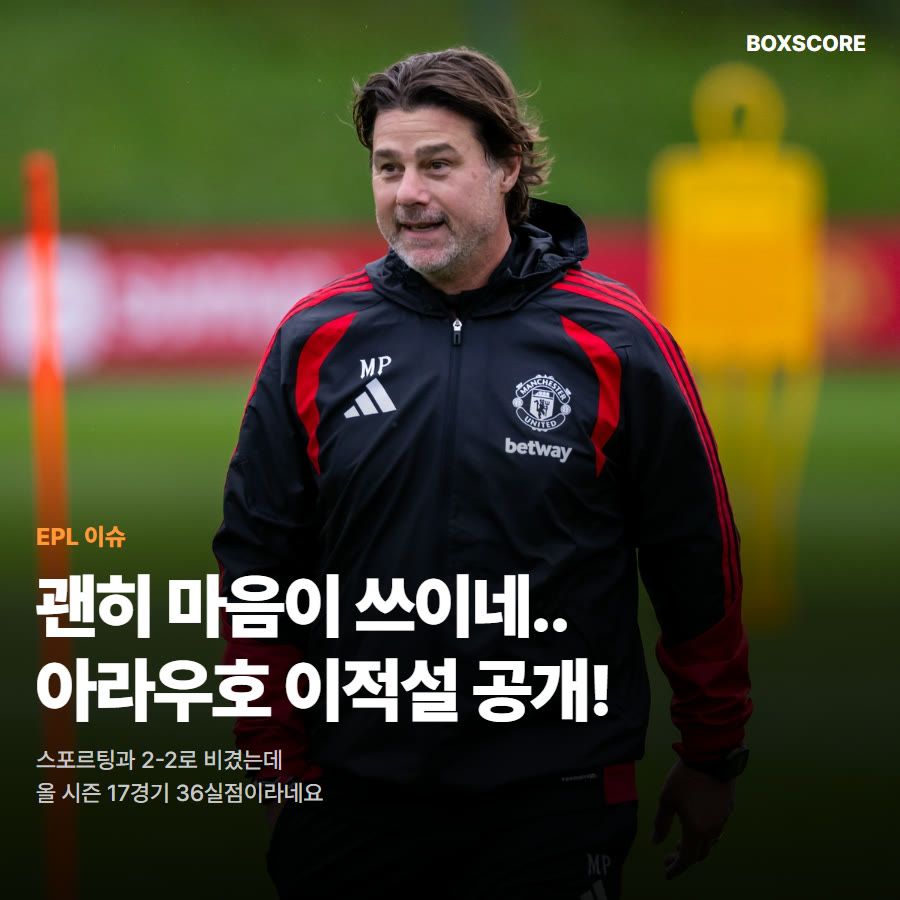 BOXSCORE
MP
MANCHESTER
UNITED
betway
EPL 이슈
괜히 마음이 쓰이네..
아라우호 이적설 공개!
스포르팅과 2-2로 비겼는데
올 시즌 17경기 36실점이라네요
MP